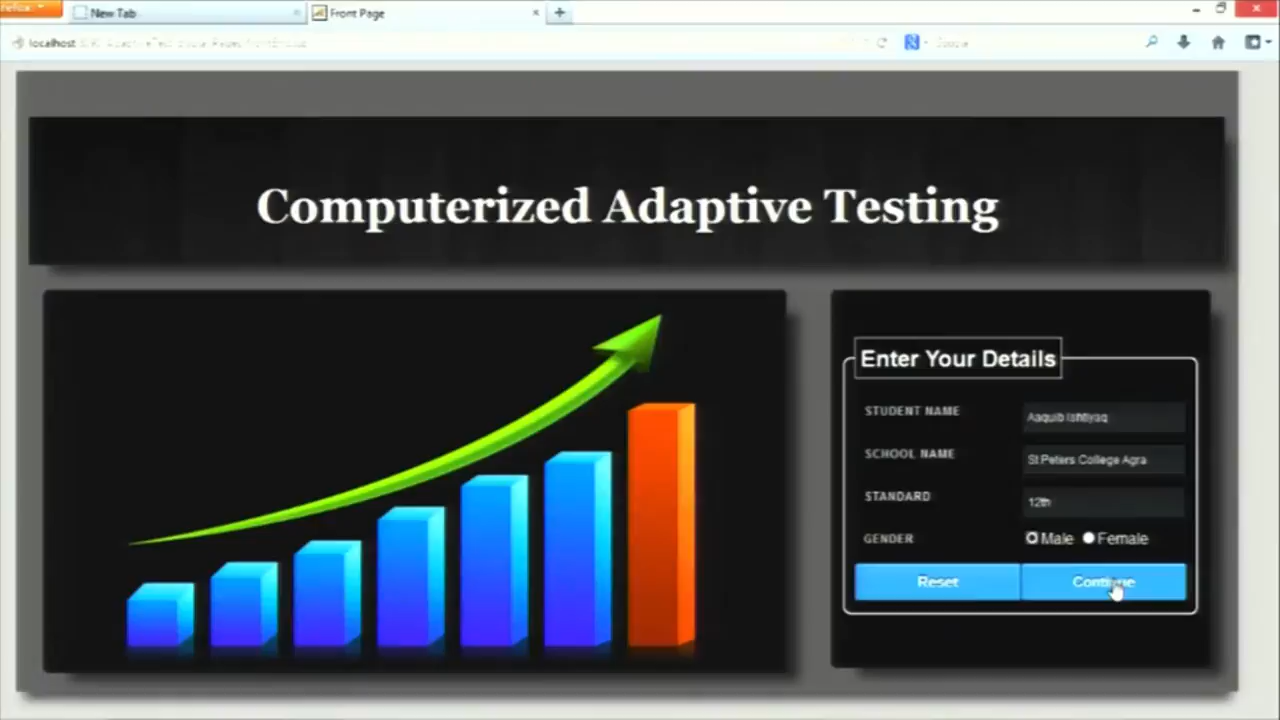 New Tab
Front Page
localhost
Computerized Adaptive Testing
Enter Your Details
STUDENT NAME
Aaquib Ishtiyaq
SCHOOL NAME
St Peters College Agra
STANDARD
12th
GENDER
Male Female
Reset
Continue